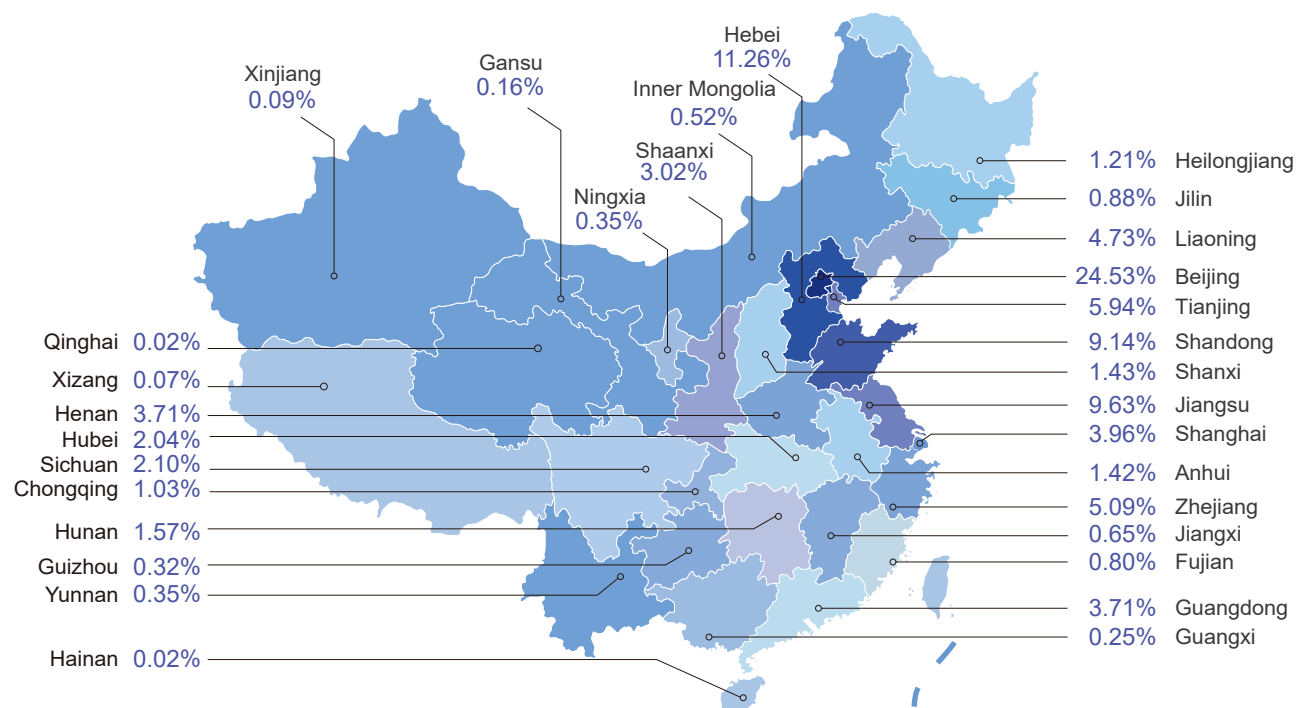 Hebei
11.26%
Gansu
0.16%
Xinjiang
0.09%
Inner Mongolia
0.52%
Shaanxi
3.02%
Ningxia
0.35%
1.21% Heilongjiang
0.88% Jilin
4.73% Liaoning
24.53% Beijing
5.94% Tianjing
9.14% Shandong
1.43% Shanxi
9.63% Jiangsu
3.96% Shanghai
1.42% Anhui
5.09% Zhejiang
0.65% Jiangxi
0.80% Fujian
3.71% Guangdong
0.25% Guangxi
Qinghai 0.02%
Xizang 0.07%
Henan 3.71%
Hubei 2.04%
Sichuan 2.10%
Chongqing 1.03%
Hunan 1.57%
Guizhou 0.32%
Yunnan 0.35%
Hainan 0.02%